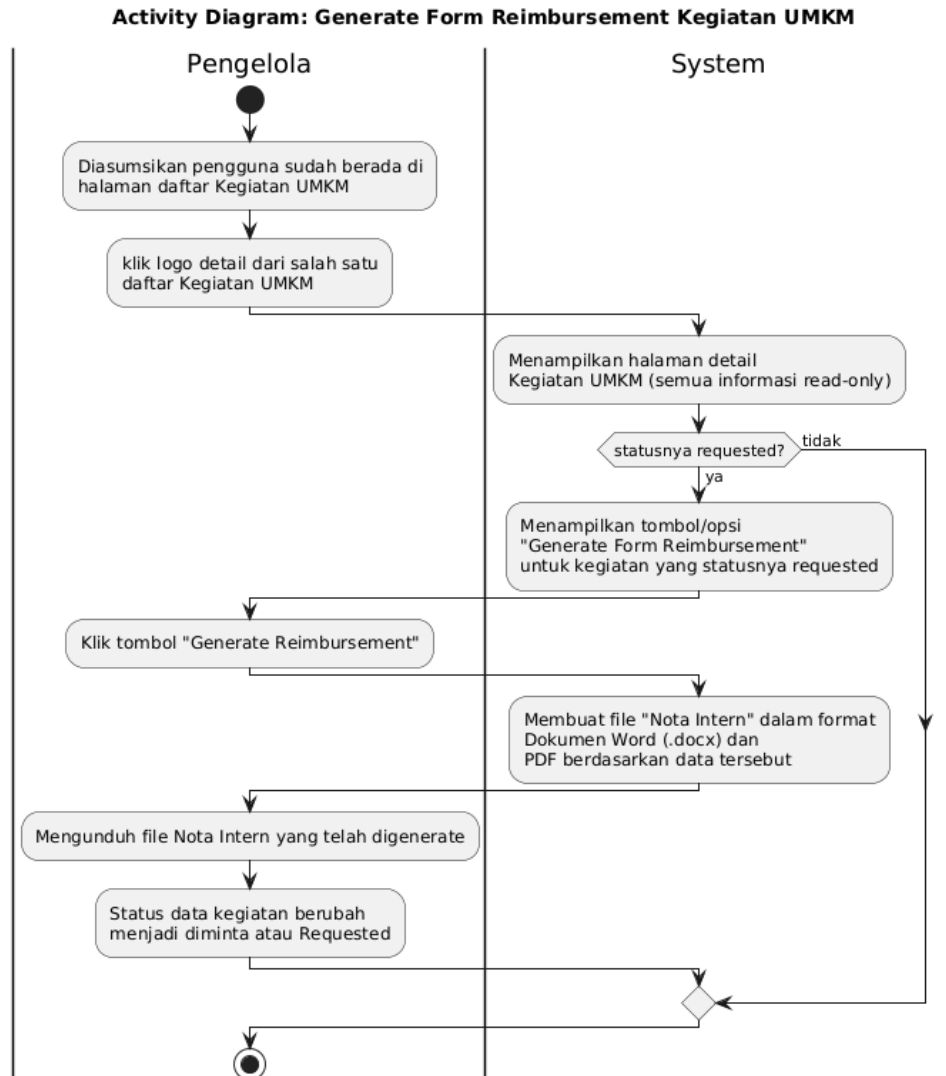 Activity Diagram: Generate Form Reimbursement Kegiatan UMKM
Pengelola
System
Diasumsikan pengguna sudah berada di
halaman daftar Kegiatan UMKM
klik logo detail dari salah satu
daftar Kegiatan UMKM
Menampilkan halaman detail
Kegiatan UMKM (semua informasi read-only)
statusnya requested?
tidak
ya
Menampilkan tombol/opsi
"Generate Form Reimbursement"
untuk kegiatan yang statusnya requested
Klik tombol "Generate Reimbursement"
Membuat file "Nota Intern" dalam format
Dokumen Word (.docx) dan
PDF berdasarkan data tersebut
Mengunduh file Nota Intern yang telah digenerate
Status data kegiatan berubah
menjadi diminta atau Requested